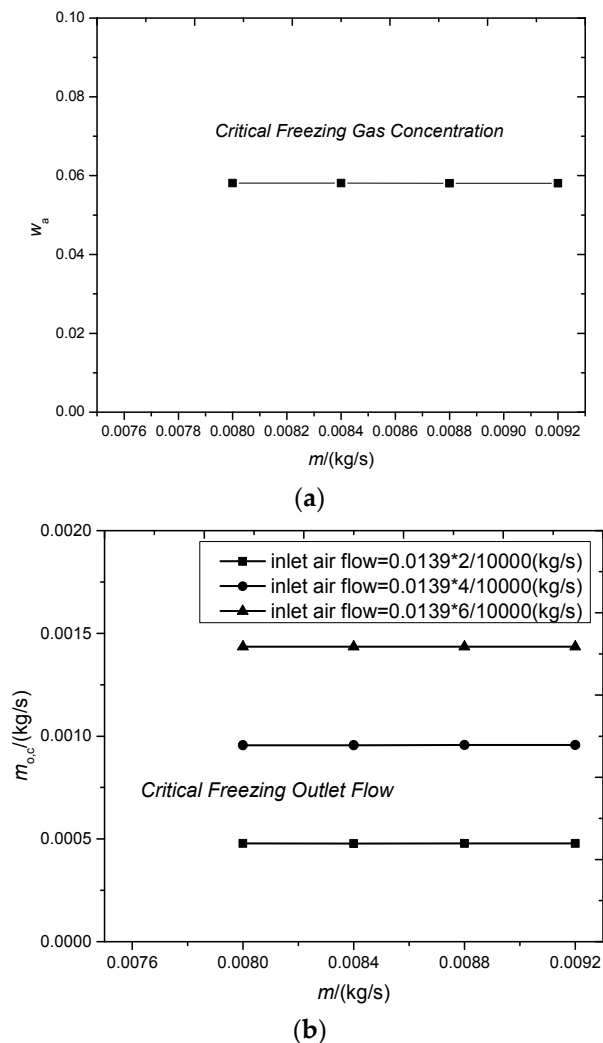 0.10
0.08
0.06
0.04
0.02
0.00
w_a
Critical Freezing Gas Concentration
0.0076 0.0078 0.0080 0.0082 0.0084 0.0086 0.0088 0.0090 0.0092
m/(kg/s)
(a)
0.0020
0.0015
0.0010
0.0005
0.0000
m_o,c/(kg/s)
inlet air flow=0.0139*2/10000(kg/s)
inlet air flow=0.0139*4/10000(kg/s)
inlet air flow=0.0139*6/10000(kg/s)
Critical Freezing Outlet Flow
0.0076 0.0080 0.0084 0.0088 0.0092
m/(kg/s)
(b)